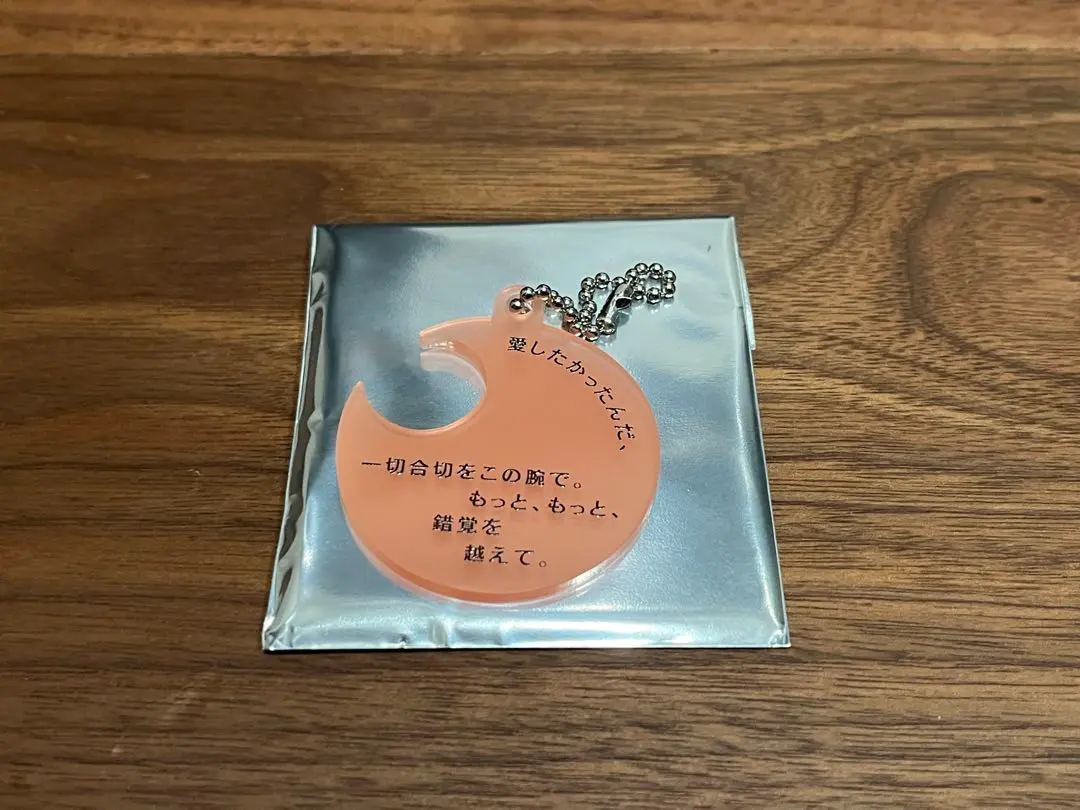 愛したかったんだ、
一切合切をこの腕で。
もっと、もっと、
錯覚を
越えて。